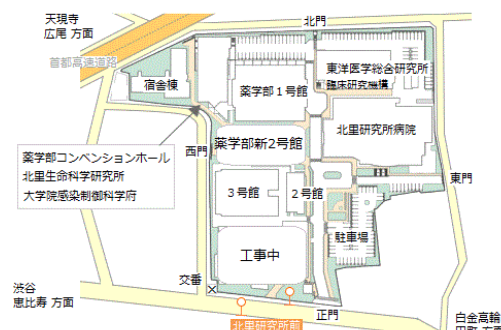 天現寺
広尾 方面
北門
首都高速道路
宿舎棟
薬学部1号館
東洋医学総合研究所
臨床研究機構
北里研究所病院
薬学部新2号館
薬学部コンベンションホール
北里生命科学研究所
大学院感染制御科学府
西門
東門
3号館
2号館
駐車場
工事中
交番
渋谷
恵比寿 方面
正門
北里研究所前
白金高輪